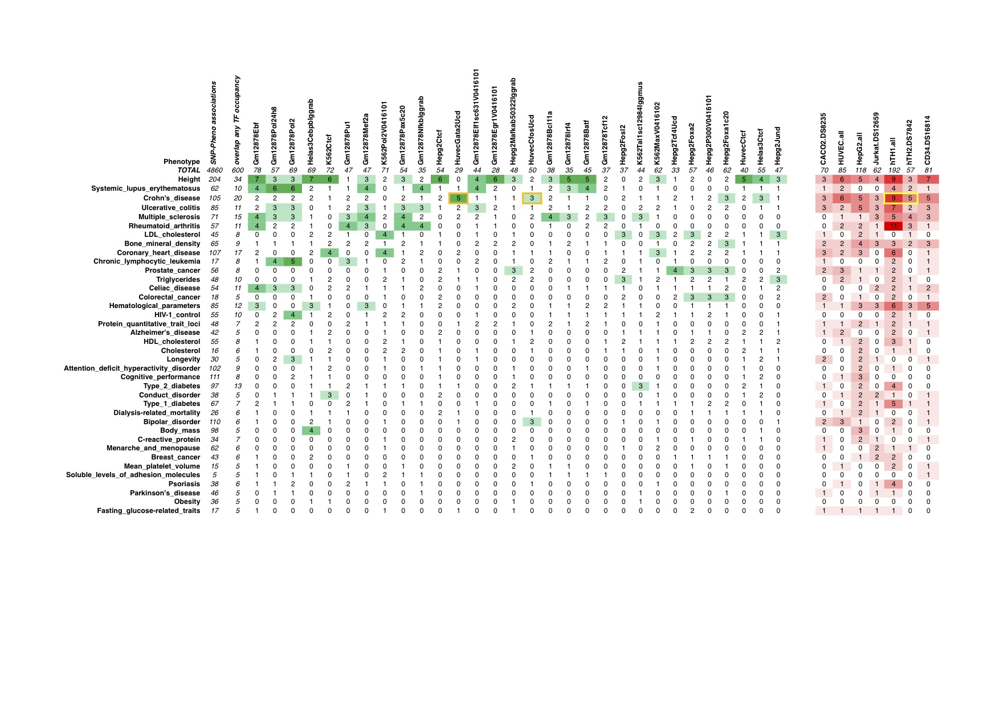 Phenotype SNP-Pheno associations overlap any TF occupancy Gm12878Ebf Gm12878Pol24h8 Gm12878Pol2 Helas3CebpbIggrab K562Ctcf Gm12878Pu1 Gm12878Mef2a K562Pol2V0416101 Gm12878Pax5c20 Gm12878NfkbIggrab Hepg2Ctcf HuvecGata2Ucd Gm12878Elf1sc631V0416101 Gm12878Egr1V0416101 Hepg2Mafkab50322Iggrab HuvecCfosUcd Gm12878Bcl11a Gm12878Irf4 Gm12878Batf Gm12878Tcf12 Hepg2Fosl2 K562Tal1sc12984Iggmus K562MaxV0416102 Hepg2Tcf4Ucd Hepg2Foxa2 Hepg2P300V0416101 Hepg2Foxa1c20 HuvecCtcf Helas3Ctcf Hepg2Jund CACO2.DS8235 HUVEC.all HepG2.all Jurkat.DS12659 hTH1.all hTH2.DS7842 CD34.DS16814
TOTAL 4860 600 78 57 69 69 72 47 47 71 54 35 54 29 44 28 48 50 38 35 45 37 37 44 62 33 57 46 62 40 55 47 70 85 118 62 192 57 81
Height 204 34 7 3 3 7 6 1 3 2 3 2 6 0 4 6 3 2 3 5 5 2 0 2 3 1 2 0 2 5 4 3 3 6 5 4 9 3 7
Systemic_lupus_erythematosus 62 10 4 6 6 2 1 1 4 0 1 4 1 1 4 2 0 1 2 3 4 2 1 0 1 0 0 0 0 1 1 1 1 2 0 0 4 2 1
Crohn's_disease 105 20 2 2 2 2 1 2 2 0 2 1 2 5 1 1 1 3 2 1 1 0 2 1 1 2 1 2 3 2 3 1 3 6 5 3 9 5 5
Ulcerative_colitis 85 11 2 3 3 0 1 2 3 1 3 3 1 2 3 2 1 1 2 1 2 2 0 2 2 1 0 2 2 0 1 1 3 2 5 3 7 2 3
Multiple_sclerosis 71 15 4 3 3 1 0 3 4 2 4 2 0 2 2 1 0 2 4 3 2 3 1 3 1 0 0 0 0 1 0 0 0 1 1 3 5 4 3
Rheumatoid_arthritis 57 11 4 2 2 1 0 4 3 0 4 4 0 0 1 1 0 0 1 0 2 2 0 1 0 0 0 0 0 0 0 0 0 2 2 1 11 3 1
LDL_cholesterol 45 8 0 0 0 2 2 1 0 4 1 0 1 0 1 0 1 1 0 0 0 0 3 0 3 2 3 2 2 1 1 3 1 0 2 1 0 1 0
Bone_mineral_density 65 9 1 1 1 1 2 2 2 1 2 1 2 1 2 2 2 0 1 2 1 1 0 1 1 0 2 2 3 0 0 0 2 2 4 3 3 2 3
Coronary_heart_disease 107 17 2 0 0 2 4 0 0 4 1 2 0 2 0 0 1 2 0 0 0 1 1 1 3 1 2 2 2 1 1 1 3 2 3 0 6 0 1
Chronic_lymphocytic_leukemia 17 8 1 4 5 0 0 3 1 0 2 1 0 0 2 1 0 0 2 1 1 2 0 0 0 0 0 0 0 0 0 0 1 0 0 0 2 0 1
Prostate_cancer 56 8 0 0 0 0 0 0 0 1 0 0 2 1 0 0 3 2 0 0 0 0 2 1 1 4 3 3 3 0 0 2 2 3 1 1 2 0 1
Triglycerides 48 10 0 0 0 1 2 0 0 2 1 0 2 1 1 0 2 2 0 0 0 0 3 1 2 1 2 2 1 2 2 3 0 2 1 0 2 1 0
Celiac_disease 54 11 4 3 3 0 2 2 1 1 1 2 0 0 1 1 0 0 1 1 1 1 0 1 2 0 1 1 2 0 1 2 0 0 0 2 2 1 2
Colorectal_cancer 18 5 0 0 0 1 0 0 0 1 0 0 2 0 0 0 1 1 0 0 0 0 2 0 0 2 3 3 3 0 0 2 2 0 1 0 2 0 1
Hematological_parameters 85 12 3 0 0 3 1 0 3 0 1 1 2 0 0 0 2 0 1 1 2 2 1 1 2 0 1 1 0 1 1 0 1 1 3 3 6 3 5
HIV-1_control 55 10 0 2 4 1 2 0 1 2 2 0 0 0 0 0 0 0 1 1 1 1 1 1 2 1 1 2 1 0 0 1 0 0 0 0 2 1 0
Protein_quantitative_trait_loci 48 7 2 2 2 0 0 2 1 1 1 1 0 1 2 2 1 0 2 1 2 1 0 0 1 0 0 0 0 0 0 1 1 1 2 1 2 1 1
Alzheimer's_disease 42 5 0 0 0 1 2 0 0 1 0 0 1 0 0 0 0 1 0 0 0 0 1 1 1 0 1 1 0 2 2 1 1 2 0 0 2 0 1
HDL_cholesterol 55 8 1 0 0 1 1 0 0 2 1 0 1 0 0 0 1 2 0 0 0 1 2 1 1 1 2 2 2 1 1 2 0 1 2 0 3 1 0
Cholesterol 16 6 1 0 0 0 2 0 0 2 2 0 1 0 0 0 0 1 0 0 0 1 1 0 1 0 0 0 0 2 1 1 0 0 2 0 1 1 0
Longevity 30 5 0 2 3 1 1 0 0 1 0 0 1 0 0 0 1 0 0 0 0 0 0 0 1 0 0 0 0 1 2 1 2 0 2 1 0 0 1
Attention_deficit_hyperactivity_disorder 102 9 0 0 0 1 2 0 0 1 0 1 1 0 0 0 1 0 0 0 0 0 0 0 1 0 0 0 0 1 0 0 0 0 2 0 1 0 0
Cognitive_performance 111 8 0 0 2 1 1 0 0 1 0 0 1 0 0 0 1 0 0 0 0 0 0 0 0 0 0 0 0 1 2 0 0 1 3 0 0 0 0
Type_2_diabetes 97 13 0 0 0 1 1 2 1 1 1 0 1 1 1 0 2 1 1 1 1 0 0 3 1 0 1 0 0 2 1 0 1 0 2 0 4 0 0
Conduct_disorder 38 5 0 1 1 1 3 0 1 0 0 0 2 0 0 0 1 0 0 0 0 0 0 0 0 0 0 0 0 1 2 0 0 1 2 2 1 0 1
Type_1_diabetes 67 7 2 1 1 0 0 2 1 0 1 1 0 0 1 0 0 0 1 0 1 1 0 1 1 1 1 2 2 0 1 0 1 0 2 1 5 1 1
Dialysis-related_mortality 26 6 1 0 0 1 1 1 0 0 0 0 2 1 0 0 0 1 0 0 0 0 0 0 0 0 1 1 1 1 1 0 0 1 2 1 0 0 1
Bipolar_disorder 110 6 1 0 0 2 1 0 0 1 0 0 0 1 0 0 0 3 0 0 0 0 1 0 1 0 0 0 0 0 0 1 2 3 1 0 2 0 1
Body_mass 98 5 0 0 0 4 0 0 0 0 0 0 0 0 0 0 0 0 0 0 0 0 0 0 0 0 0 0 0 0 1 0 0 0 3 0 1 0 0
C-reactive_protein 34 7 0 0 0 0 0 0 0 1 0 0 0 0 0 0 2 0 0 0 0 0 0 0 1 0 1 0 0 1 1 0 1 0 2 1 0 0 1
Menarche_and_menopause 62 6 0 0 0 0 0 0 0 1 0 0 0 0 0 0 1 0 0 0 0 0 1 0 2 0 0 0 0 0 0 0 1 0 0 2 1 1 0
Breast_cancer 43 6 1 0 0 2 0 0 0 0 0 0 0 0 0 0 0 1 0 0 0 0 0 0 0 1 1 1 1 0 0 0 0 0 1 2 2 0 0
Mean_platelet_volume 15 5 1 0 0 0 0 1 0 0 1 0 0 0 0 0 2 0 1 1 0 0 0 0 0 0 1 0 1 0 0 0 0 1 0 0 2 0 1
Soluble_levels_of_adhesion_molecules 5 5 1 0 1 1 0 1 0 2 1 1 0 0 0 0 0 0 1 1 1 1 0 0 0 0 0 0 0 0 0 0 0 0 0 0 0 0 1
Psoriasis 38 6 1 1 2 0 0 2 1 1 0 1 0 0 0 0 0 1 0 0 0 0 0 0 1 0 0 0 0 0 0 0 0 1 0 1 4 0 0
Parkinson's_disease 46 5 0 1 1 0 0 0 0 0 0 1 0 0 0 0 0 0 0 0 0 0 0 1 0 0 0 0 1 0 0 0 1 0 0 1 1 0 0
Obesity 36 5 0 0 0 1 1 0 0 0 0 0 0 0 0 0 1 0 0 0 0 0 0 1 0 0 0 0 0 0 0 0 0 0 0 0 0 0 0
Fasting_glucose-related_traits 17 5 1 0 0 0 0 0 0 1 0 0 0 1 0 0 1 0 0 0 0 0 0 0 0 0 2 0 0 0 0 0 1 1 1 1 1 0 0